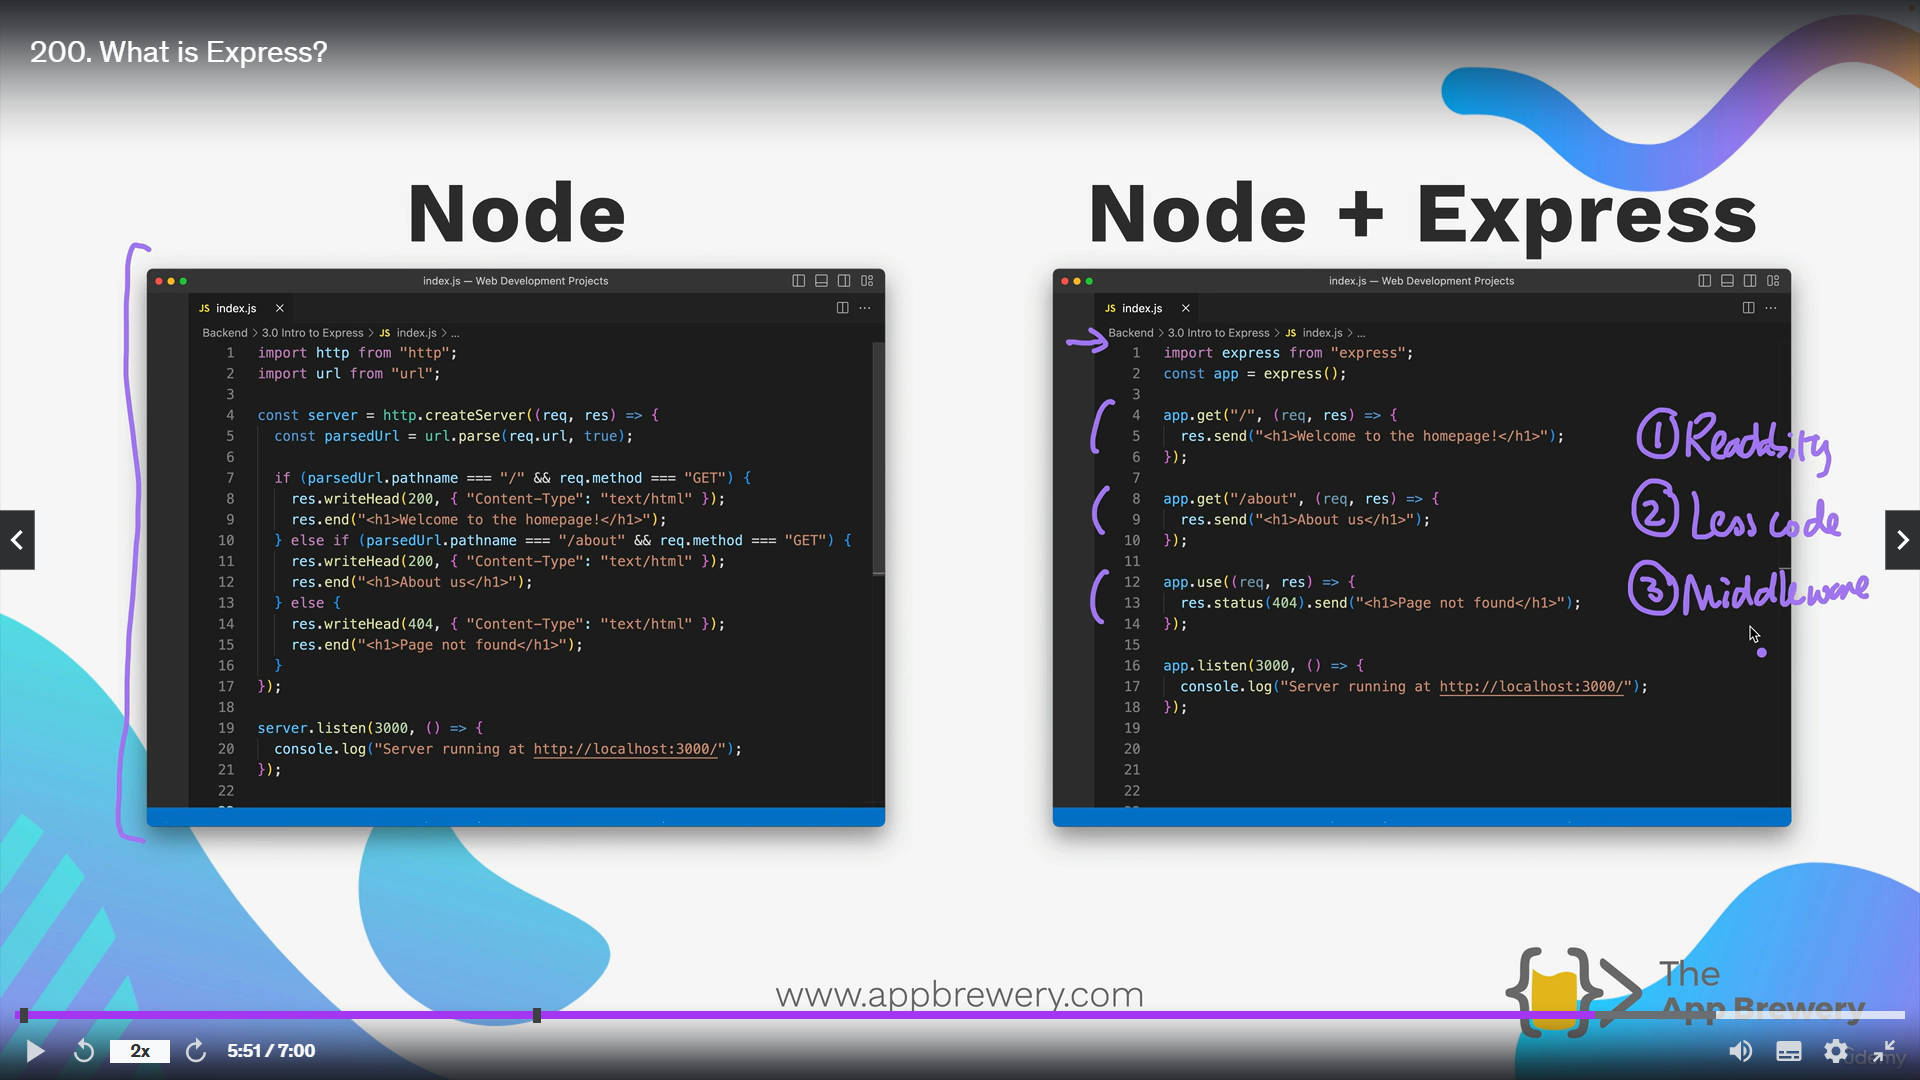 200. What is Express?
Node
index.js — Web Development Projects
JS index.js ×
Backend > 3.0 Intro to Express > JS index.js > ...
1 import http from "http";
2 import url from "url";
3
4 const server = http.createServer((req, res) => {
5 const parsedUrl = url.parse(req.url, true);
6
7 if (parsedUrl.pathname === "/" && req.method === "GET") {
8 res.writeHead(200, { "Content-Type": "text/html" });
9 res.end("<h1>Welcome to the homepage!</h1>");
10 } else if (parsedUrl.pathname === "/about" && req.method === "GET") {
11 res.writeHead(200, { "Content-Type": "text/html" });
12 res.end("<h1>About us</h1>");
13 } else {
14 res.writeHead(404, { "Content-Type": "text/html" });
15 res.end("<h1>Page not found</h1>");
16 }
17 });
18
19 server.listen(3000, () => {
20 console.log("Server running at http://localhost:3000/");
21 });
22
Node + Express
index.js — Web Development Projects
JS index.js ×
Backend > 3.0 Intro to Express > JS index.js > ...
1 import express from "express";
2 const app = express();
3
4 app.get("/", (req, res) => {
5 res.send("<h1>Welcome to the homepage!</h1>");
6 });
7
8 app.get("/about", (req, res) => {
9 res.send("<h1>About us</h1>");
10 });
11
12 app.use((req, res) => {
13 res.status(404).send("<h1>Page not found</h1>");
14 });
15
16 app.listen(3000, () => {
17 console.log("Server running at http://localhost:3000/");
18 });
19
20
21
22
①
② Less code
③ Middleware
www.appbrewery.com
The
App Brewery
2x
5:51 / 7:00
udemy